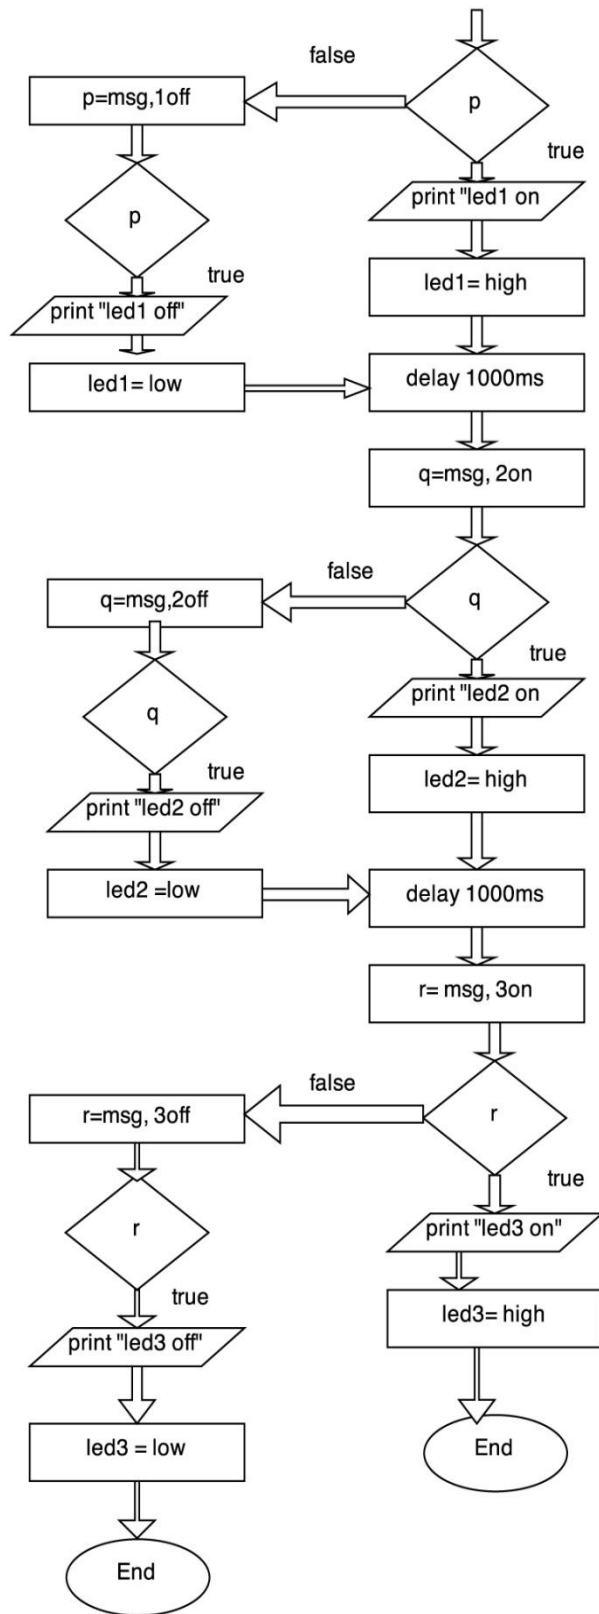 false
p=msg,1off
p
true
p
print "led1 on
true
led1= high
print "led1 off"
led1= low
delay 1000ms
q=msg, 2on
false
q=msg,2off
q
true
print "led2 on
q
true
led2= high
print "led2 off"
led2 =low
delay 1000ms
r= msg, 3on
false
r=msg, 3off
r
true
r
print "led3 on"
true
led3= high
print "led3 off"
led3 = low
End
End